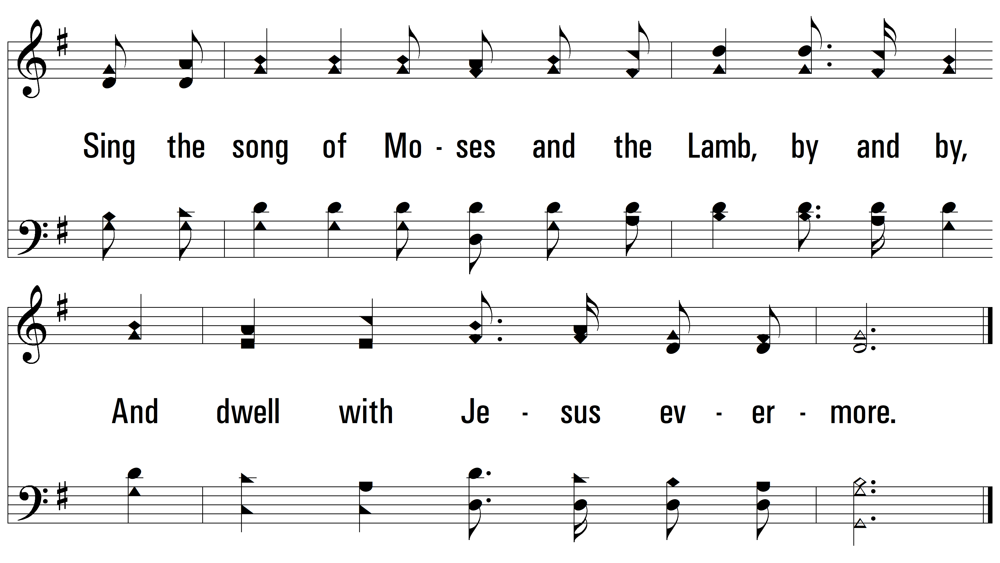 Sing the song of Mo - ses and the Lamb, by and by,
And dwell with Je - sus ev - er - more.